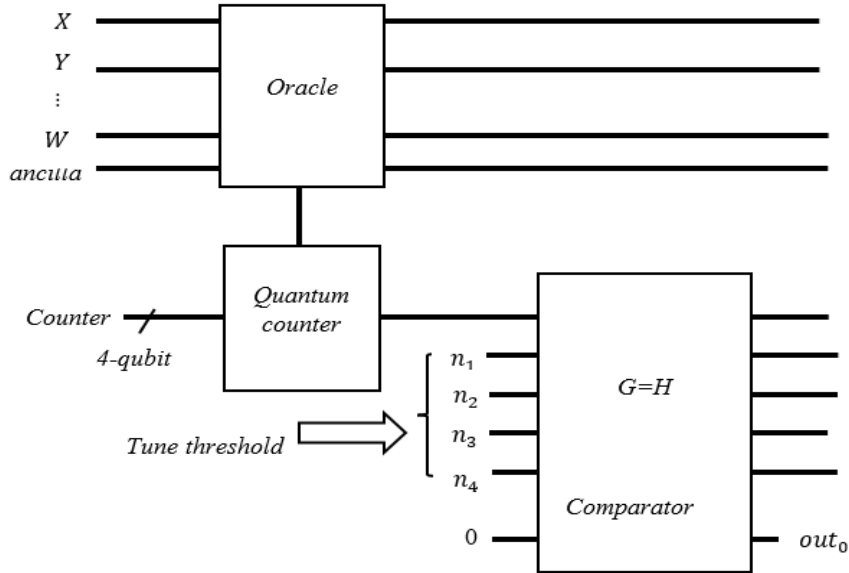 X
Y
⋮
W
ancilla
Oracle
Quantum
counter
Counter
4-qubit
Tune threshold
n₁
n₂
n₃
n₄
0
G=H
Comparator
out₀